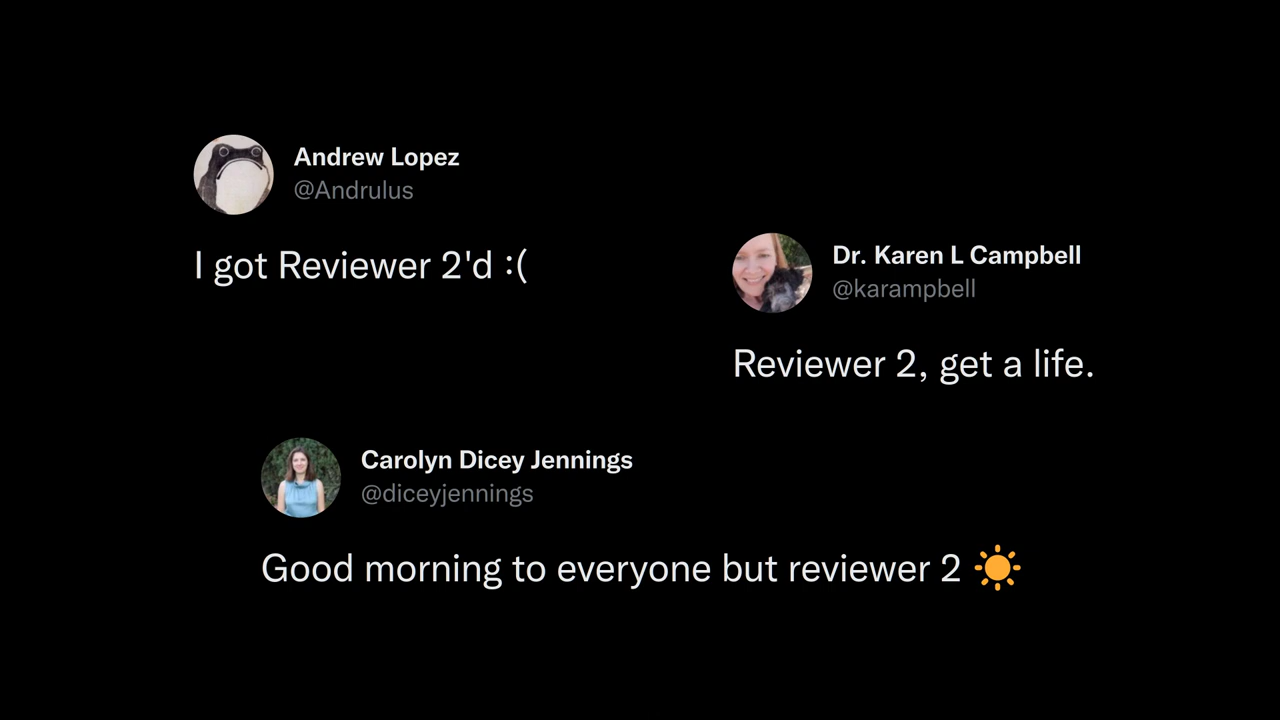 Andrew Lopez
@Andrulus
I got Reviewer 2'd :(
Dr. Karen L Campbell
@karampbell
Reviewer 2, get a life.
Carolyn Dicey Jennings
@diceyjennings
Good morning to everyone but reviewer 2 ☀️